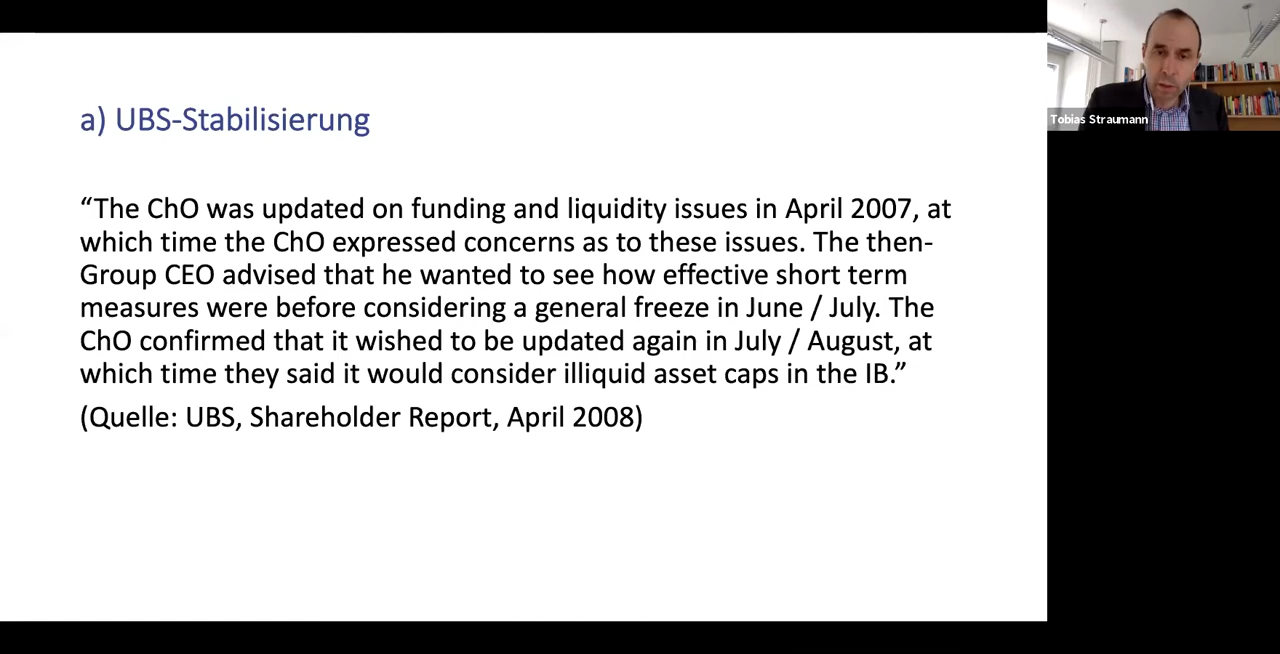 a) UBS-Stabilisierung
“The ChO was updated on funding and liquidity issues in April 2007, at
which time the ChO expressed concerns as to these issues. The then-
Group CEO advised that he wanted to see how effective short term
measures were before considering a general freeze in June / July. The
ChO confirmed that it wished to be updated again in July / August, at
which time they said it would consider illiquid asset caps in the IB.”
(Quelle: UBS, Shareholder Report, April 2008)
Tobias Straumann